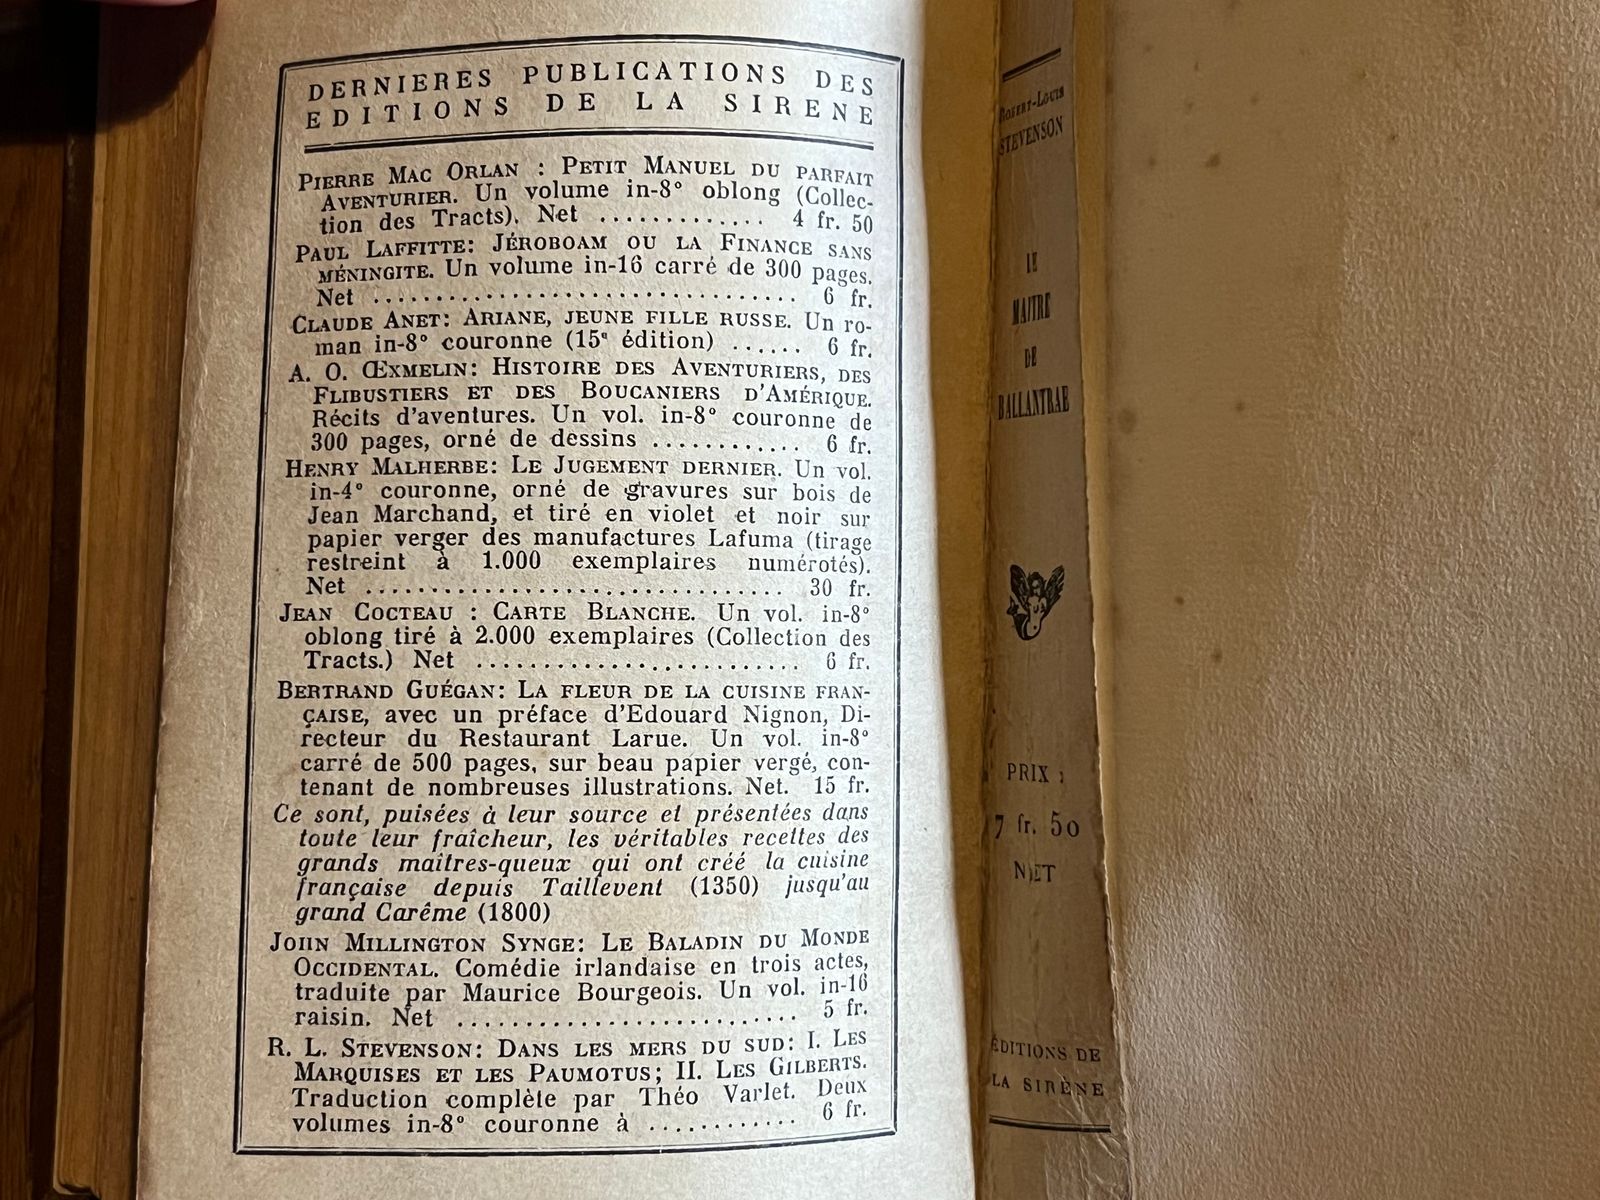 DERNIERES PUBLICATIONS DES
EDITIONS DE LA SIRENE
PIERRE MAC ORLAN : PETIT MANUEL DU PARFAIT
AVENTURIER. Un volume in-8° oblong (Collec-
tion des Tracts). Net ............. 4 fr. 50
PAUL LAFFITTE: JÉROBOAM OU LA FINANCE SANS
MÉNINGITE. Un volume in-16 carré de 300 pages.
Net .................................. 6 fr.
CLAUDE ANET: ARIANE, JEUNE FILLE RUSSE. Un ro-
man in-8° couronne (15e édition) ...... 6 fr.
A. O. ŒXMELIN: HISTOIRE DES AVENTURIERS, DES
FLIBUSTIERS ET DES BOUCANIERS D'AMÉRIQUE.
Récits d'aventures. Un vol. in-8° couronne de
300 pages, orné de dessins ............ 6 fr.
HENRY MALHERBE: LE JUGEMENT DERNIER. Un vol.
in-4° couronne, orné de gravures sur bois de
Jean Marchand, et tiré en violet et noir sur
papier verger des manufactures Lafuma (tirage
restreint à 1.000 exemplaires numérotés).
Net ................................. 30 fr.
JEAN COCTEAU : CARTE BLANCHE. Un vol. in-8°
oblong tiré à 2.000 exemplaires (Collection des
Tracts.) Net .......................... 6 fr.
BERTRAND GUÉGAN: LA FLEUR DE LA CUISINE FRAN-
ÇAISE, avec un préface d'Edouard Nignon, Di-
recteur du Restaurant Larue. Un vol. in-8°
carré de 500 pages, sur beau papier vergé, con-
tenant de nombreuses illustrations. Net. 15 fr.
Ce sont, puisées à leur source et présentées dans
toute leur fraîcheur, les véritables recettes des
grands maîtres-queux qui ont créé la cuisine
française depuis Taillevent (1350) jusqu'au
grand Carême (1800)
JOHN MILLINGTON SYNGE: LE BALADIN DU MONDE
OCCIDENTAL. Comédie irlandaise en trois actes,
traduite par Maurice Bourgeois. Un vol. in-16
raisin. Net ........................... 5 fr.
R. L. STEVENSON: DANS LES MERS DU SUD: I. LES
MARQUISES ET LES PAUMOTUS; II. LES GILBERTS.
Traduction complète par Théo Varlet. Deux
volumes in-8° couronne à ............ 6 fr.
ROBERT-LOUIS
STEVENSON
LE
MAITRE
DE
BALLANTRAE
PRIX :
7 fr. 50
NET
ÉDITIONS DE
LA SIRÈNE